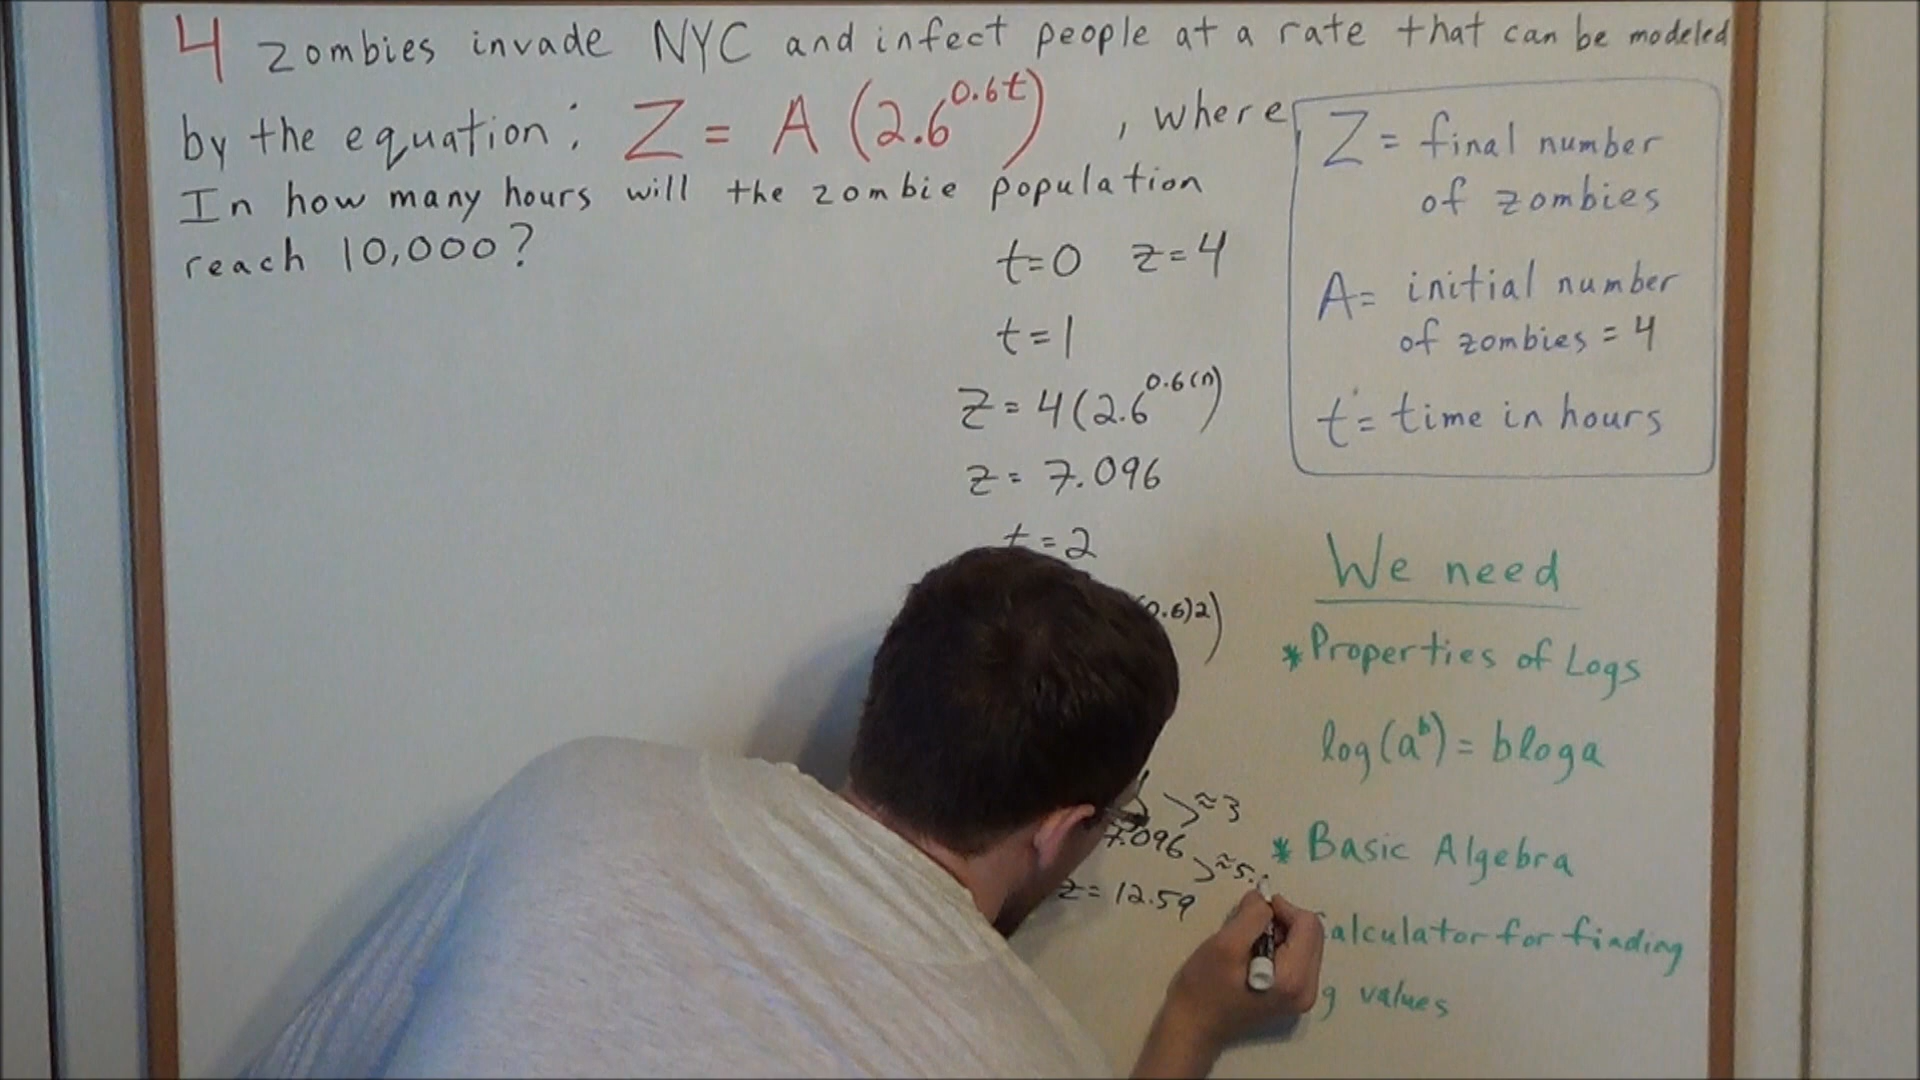 4 zombies invade NYC and infect people at a rate that can be modeled
by the equation: Z = A (2.6^0.6t) , where
In how many hours will the zombie population
reach 10,000?
Z = final number
of zombies
A = initial number
of zombies = 4
t = time in hours
t=0 z=4
t=1
z = 4(2.6^0.6(1))
z = 7.096
t=2
0.6)2)
≈3
7.096
≈5.
z = 12.59
We need
* Properties of Logs
log(a^b) = b log a
* Basic Algebra
alculator for finding
g values